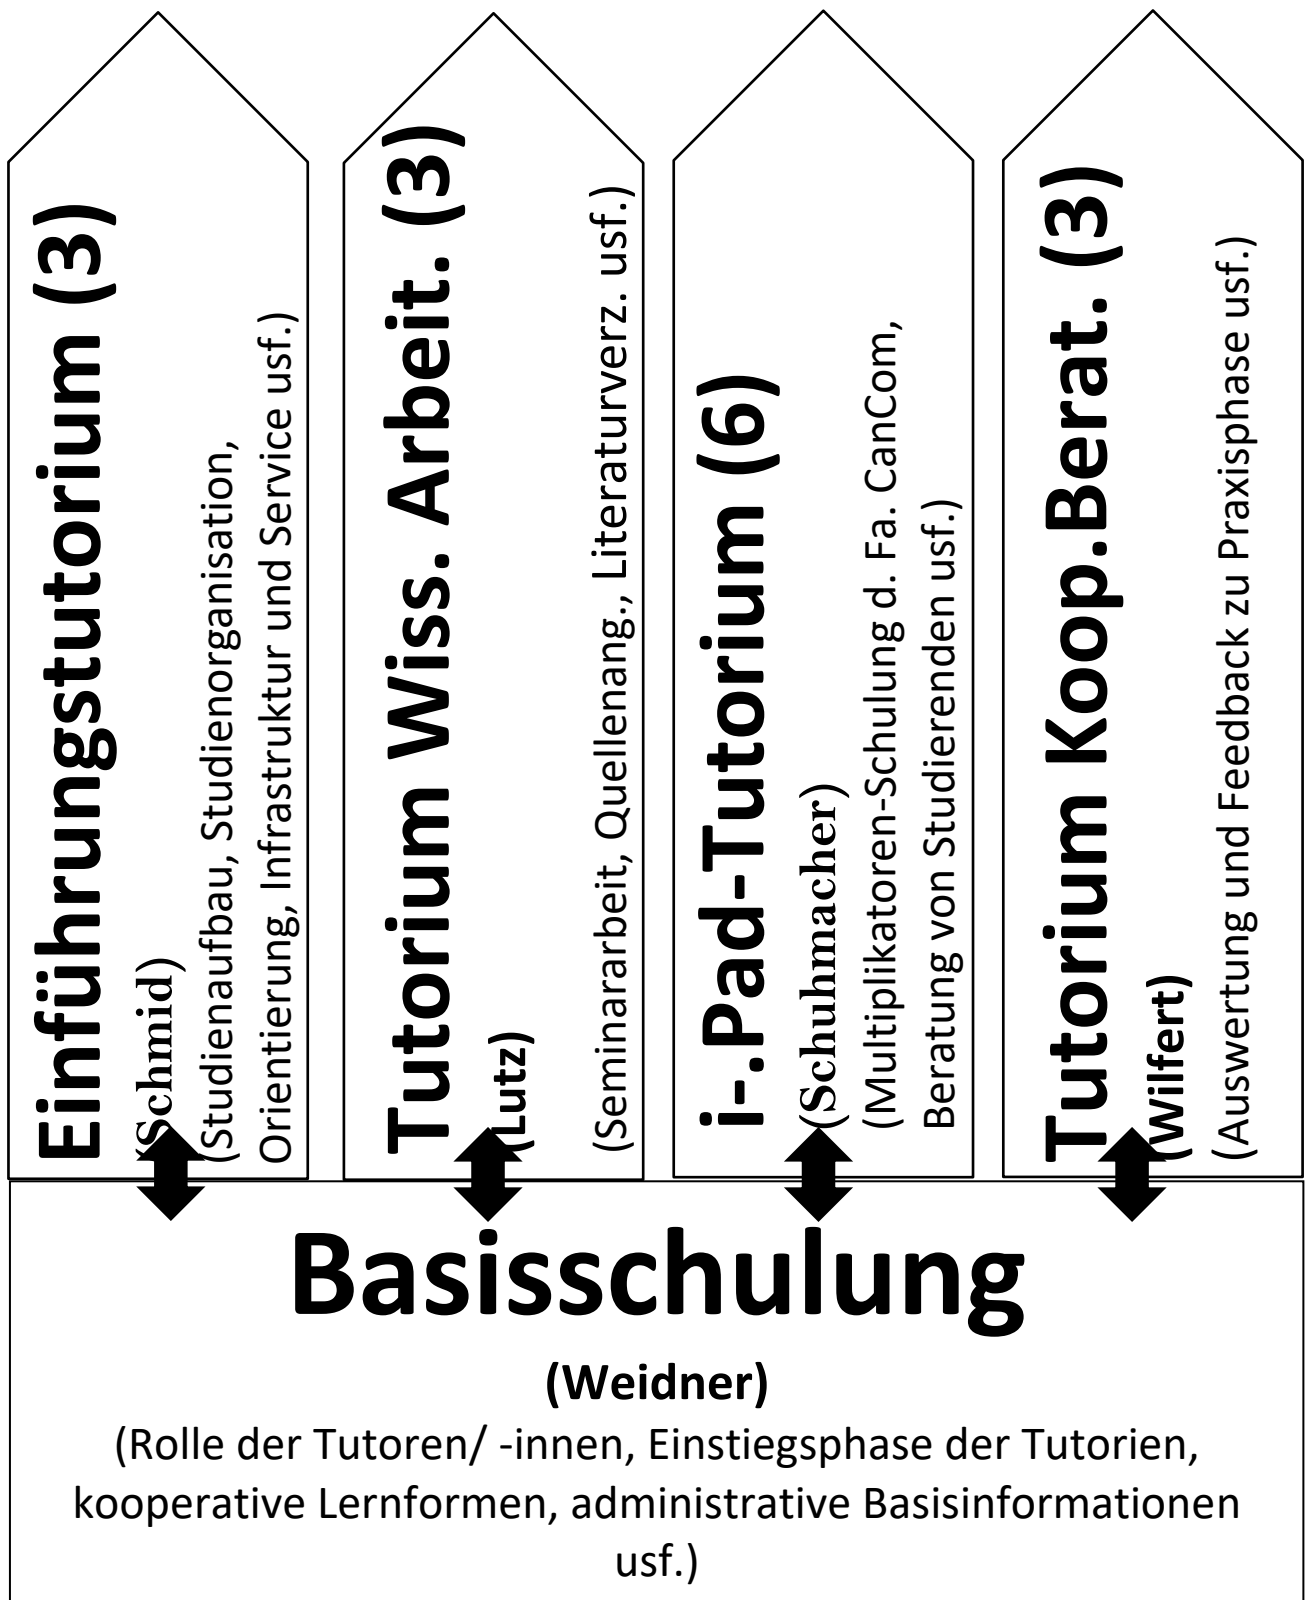 Einführungstutorium (3)
(Schmid)
(Studienaufbau, Studienorganisation,
Orientierung, Infrastruktur und Service usf.)
Tutorium Wiss. Arbeit. (3)
(Lutz)
(Seminararbeit, Quellenang., Literaturverz. usf.)
i-.Pad-Tutorium (6)
(Schuhmacher)
(Multiplikatoren-Schulung d. Fa. CanCom,
Beratung von Studierenden usf.)
Tutorium Koop.Berat. (3)
(Wilfert)
(Auswertung und Feedback zu Praxisphase usf.)
Basisschulung
(Weidner)
(Rolle der Tutoren/ -innen, Einstiegsphase der Tutorien,
kooperative Lernformen, administrative Basisinformationen
usf.)